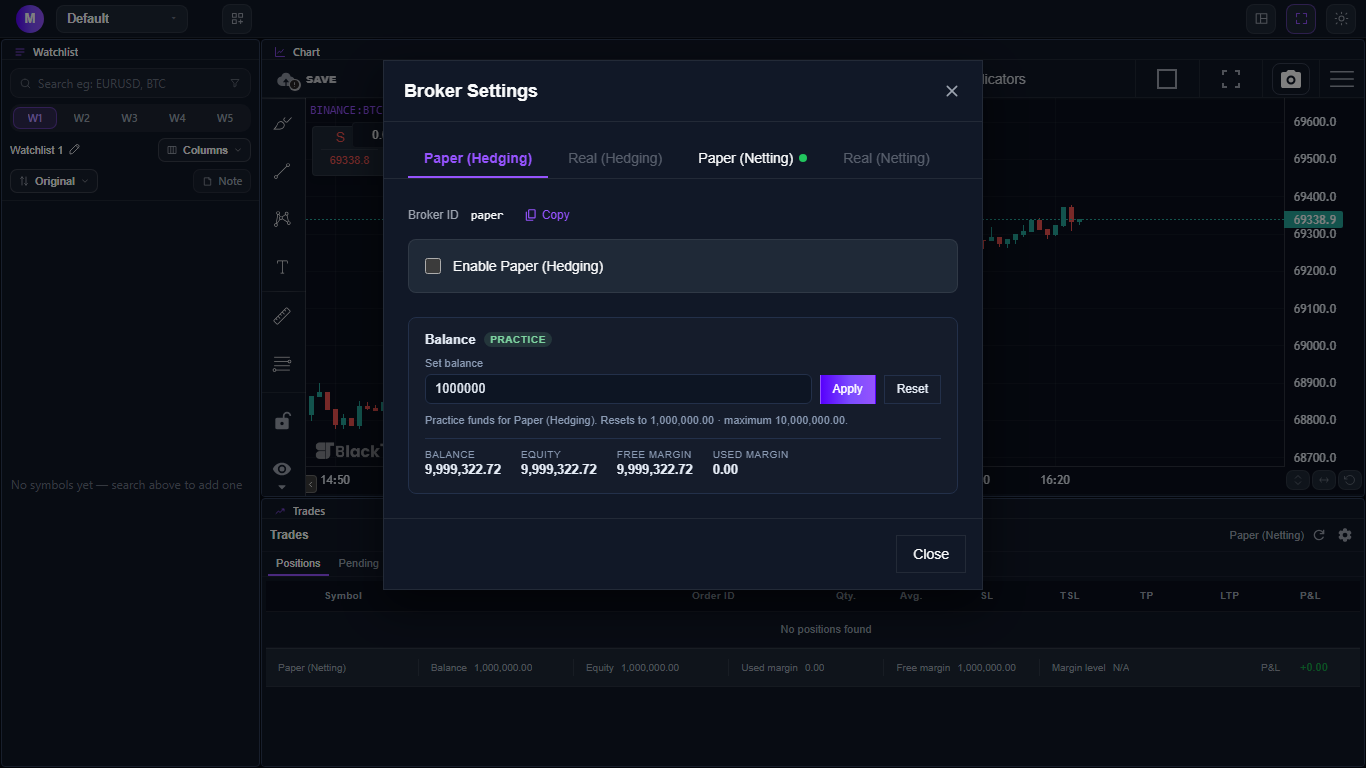 M Default
Watchlist
Search eg: EURUSD, BTC
W1 W2 W3 W4 W5
Watchlist 1 Columns
Original Note
No symbols yet — search above to add one
Chart
SAVE
BINANCE:BTC
S 0.
69338.8
14:50
16:20
69600.0
69500.0
69400.0
69338.9
69300.0
69200.0
69100.0
69000.0
68900.0
68800.0
68700.0
Broker Settings
Paper (Hedging) Real (Hedging) Paper (Netting) Real (Netting)
Broker ID paper Copy
Enable Paper (Hedging)
Balance PRACTICE
Set balance
1000000 Apply Reset
Practice funds for Paper (Hedging). Resets to 1,000,000.00 · maximum 10,000,000.00.
BALANCE EQUITY FREE MARGIN USED MARGIN
9,999,322.72 9,999,322.72 9,999,322.72 0.00
Close
Trades
Trades Paper (Netting)
Positions Pending
Symbol Order ID Qty. Avg. SL TSL TP LTP P&L
No positions found
Paper (Netting) Balance 1,000,000.00 Equity 1,000,000.00 Used margin 0.00 Free margin 1,000,000.00 Margin level N/A P&L +0.00